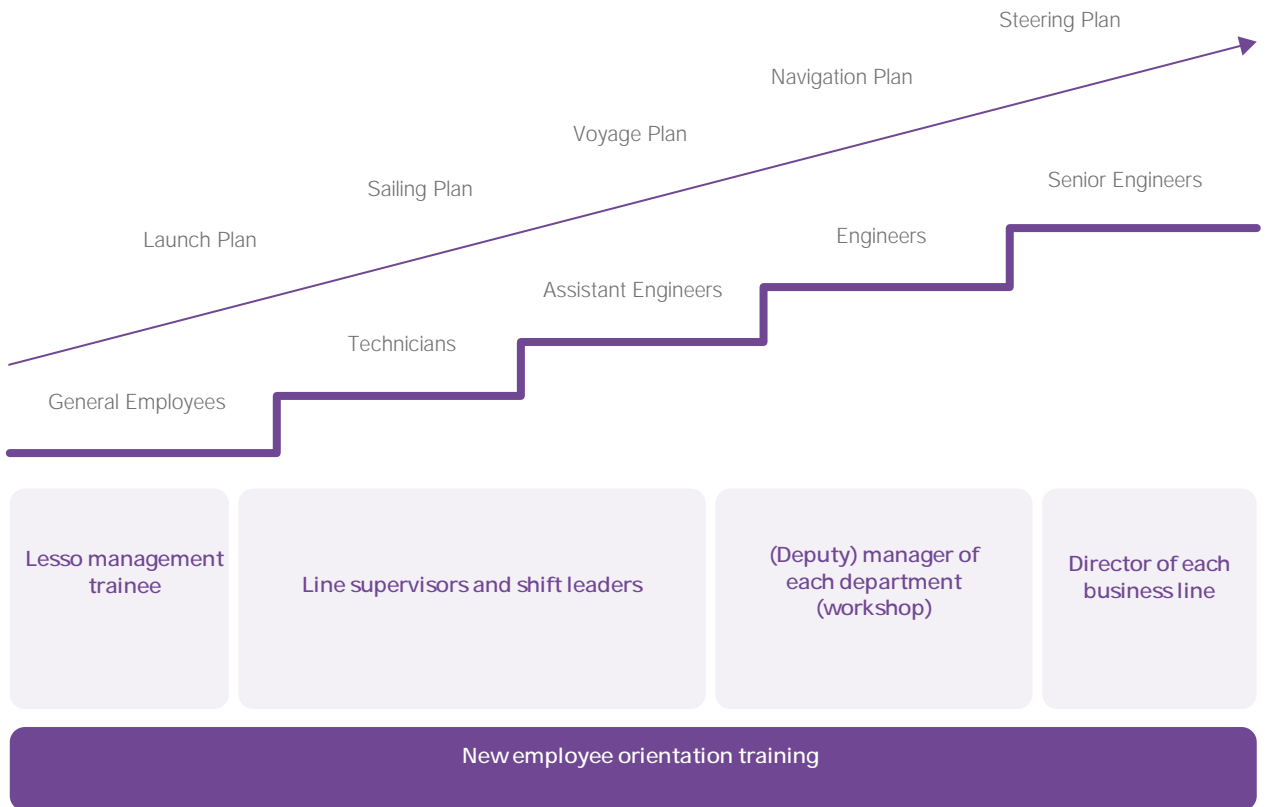 Steering Plan
Navigation Plan
Voyage Plan
Sailing Plan
Launch Plan
Senior Engineers
Engineers
Assistant Engineers
Technicians
General Employees
Lesso management
trainee
Line supervisors and shift leaders
(Deputy) manager of
each department
(workshop)
Director of each
business line
New employee orientation training